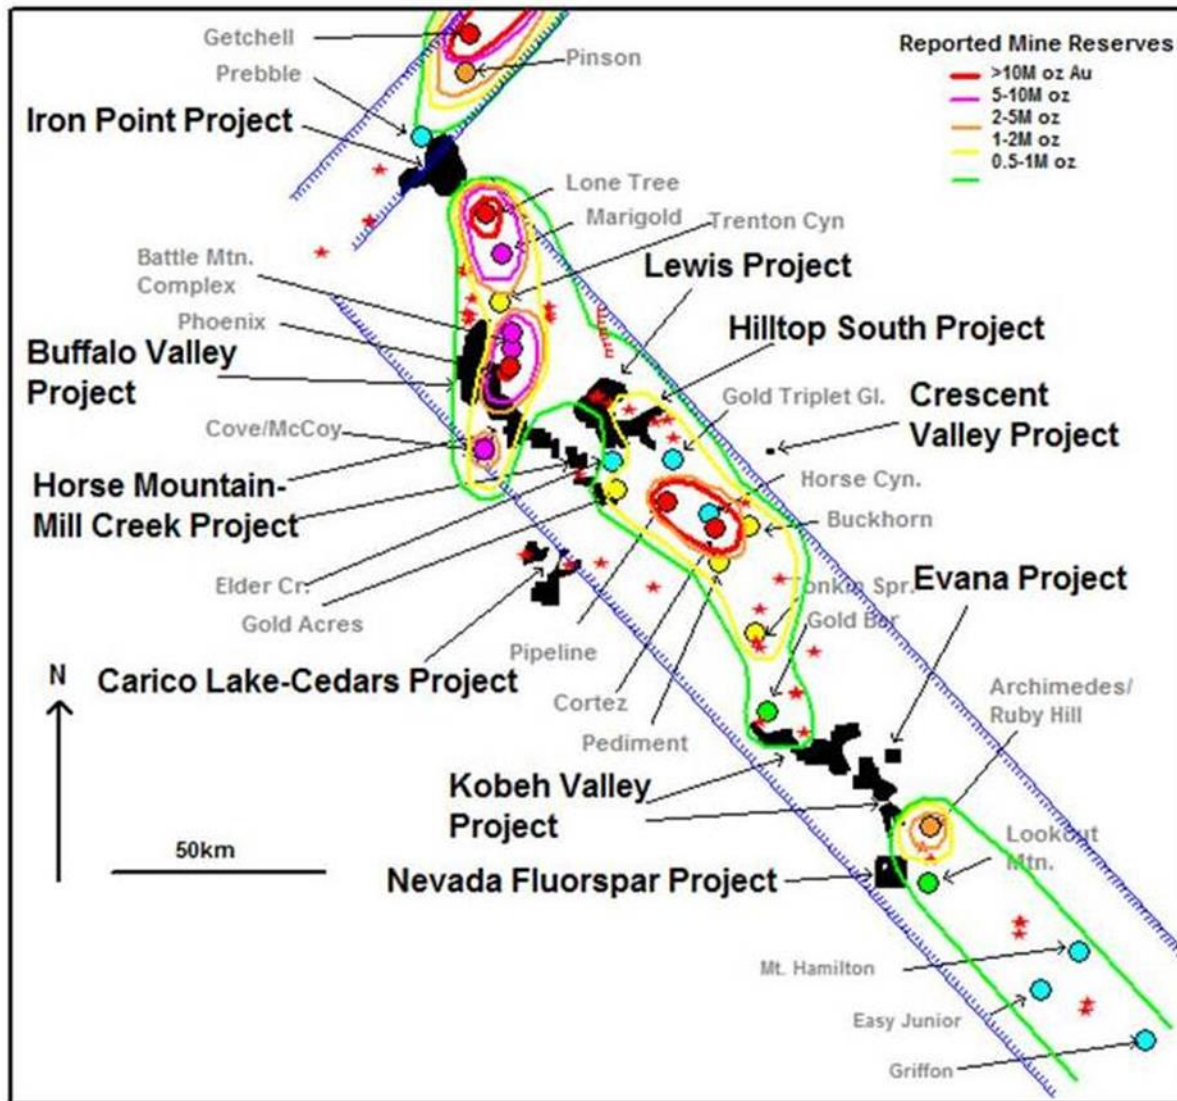 Getchell
Prebble
Pinson
Iron Point Project
Reported Mine Reserves
>10M oz Au
5-10M oz
2-5M oz
1-2M oz
0.5-1M oz
Lone Tree
Marigold
Trenton Cyn
Battle Mtn.
Complex
Lewis Project
Phoenix
Hilltop South Project
Buffalo Valley
Project
Gold Triplet Gl.
Crescent
Valley Project
Cove/McCoy
Horse Mountain-
Mill Creek Project
Horse Cyn.
Buckhorn
Elder Cr.
Gold Acres
onkin Spr.
Evana Project
Gold Bar
Pipeline
N
Carico Lake-Cedars Project
Cortez
Archimedes/
Ruby Hill
Pediment
Kobeh Valley
Project
50km
Lookout
Mtn.
Nevada Fluorspar Project
Mt. Hamilton
Easy Junior
Griffon